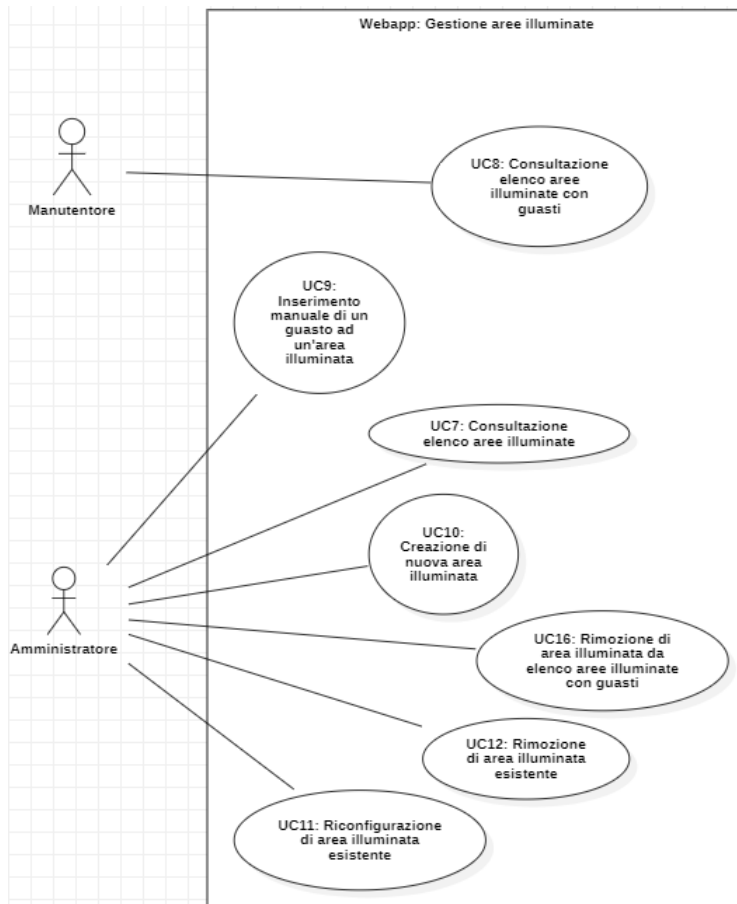 Webapp: Gestione aree illuminate
Manutentore
UC8: Consultazione
elenco aree
illuminate con
guasti
UC9:
Inserimento
manuale di un
guasto ad
un'area
illuminata
UC7: Consultazione
elenco aree illuminate
UC10:
Creazione di
nuova area
illuminata
Amministratore
UC16: Rimozione di
area illuminata da
elenco aree illuminate
con guasti
UC12: Rimozione
di area illuminata
esistente
UC11: Riconfigurazione
di area illuminata
esistente